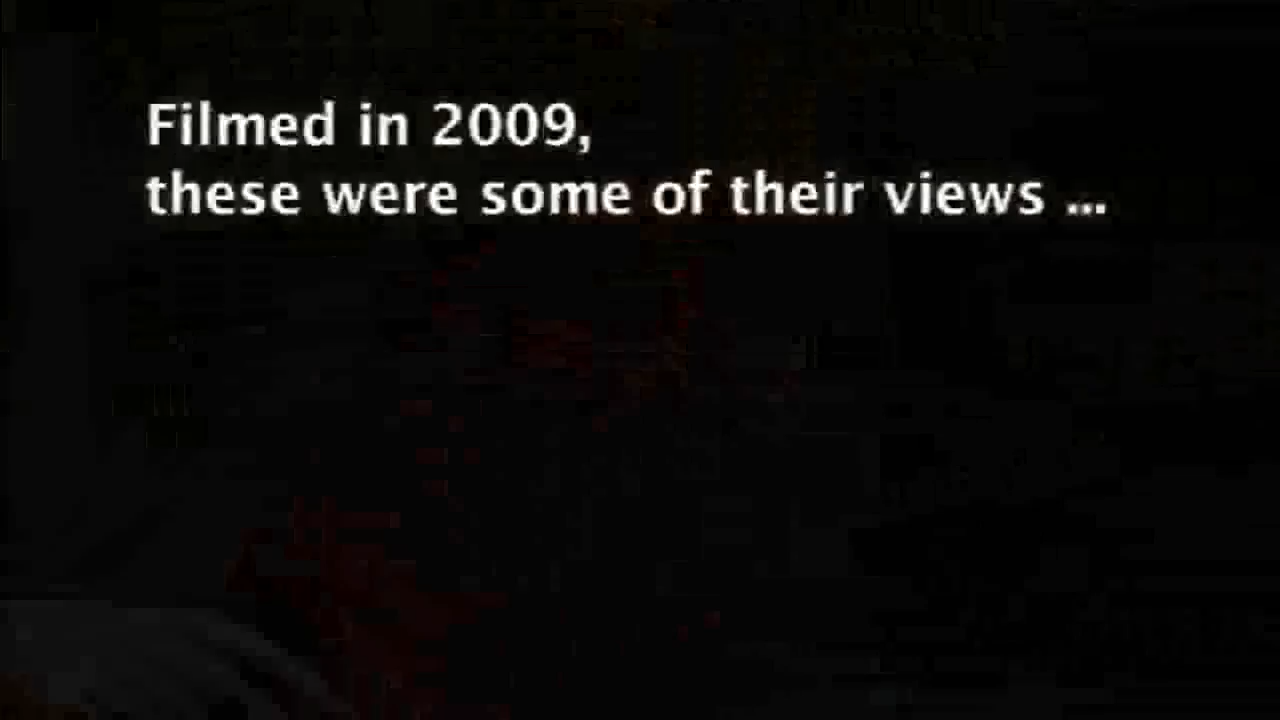 Filmed in 2009,
these were some of their views ...